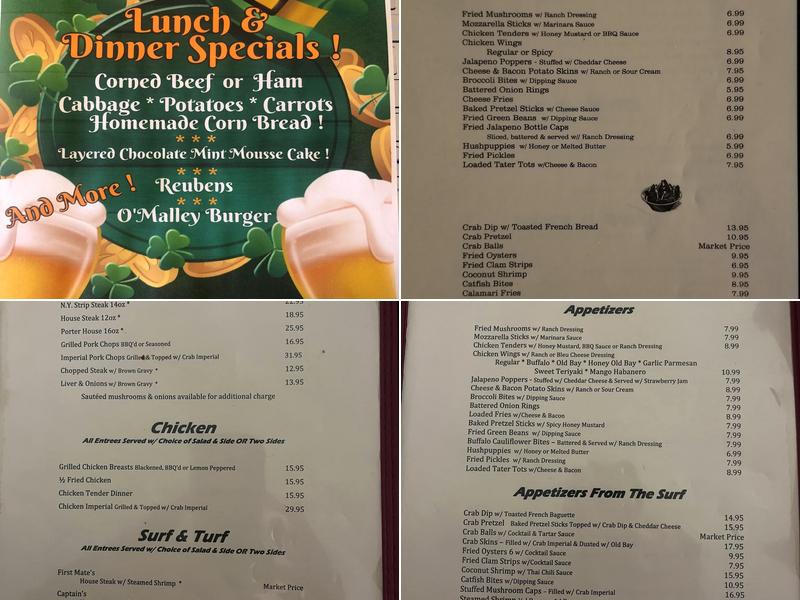 Lunch &
Dinner Specials !
Corned Beef or Ham
Cabbage * Potatoes * Carrots
Homemade Corn Bread !
* * *
Layered Chocolate Mint Mousse Cake !
* * *
And More !
Reubens
* * *
O'Malley Burger
Fried Mushrooms w/ Ranch Dressing 6.99
Mozzarella Sticks w/ Marinara Sauce 6.99
Chicken Tenders w/ Honey Mustard or BBQ Sauce 6.99
Chicken Wings
Regular or Spicy 8.95
Jalapeno Poppers - Stuffed w/ Cheddar Cheese 6.99
Cheese & Bacon Potato Skins w/ Ranch or Sour Cream 7.95
Broccoli Bites w/ Dipping Sauce 6.99
Battered Onion Rings 5.95
Cheese Fries 6.99
Baked Pretzel Sticks w/ Cheese Sauce 6.99
Fried Green Beans w/ Dipping Sauce 6.99
Fried Jalapeno Bottle Caps
Sliced, battered & served w/ Ranch Dressing 6.99
Hushpuppies w/ Honey or Melted Butter 5.99
Fried Pickles 6.99
Loaded Tater Tots w/Cheese & Bacon 7.95
Crab Dip w/ Toasted French Bread 13.95
Crab Pretzel 10.95
Crab Balls Market Price
Fried Oysters 9.95
Fried Clam Strips 6.95
Coconut Shrimp 9.95
Catfish Bites 8.95
Calamari Fries 7.99
N.Y. Strip Steak 14oz * 22.95
House Steak 12oz * 18.95
Porter House 16oz * 25.95
Grilled Pork Chops BBQ'd or Seasoned 16.95
Imperial Pork Chops Grilled & Topped w/ Crab Imperial 31.95 *
Chopped Steak w/ Brown Gravy * 12.95
Liver & Onions w/ Brown Gravy * 13.95
Sautéed mushrooms & onions available for additional charge
Chicken
All Entrees Served w/ Choice of Salad & Side OR Two Sides
Grilled Chicken Breasts Blackened, BBQ'd or Lemon Peppered 15.95
½ Fried Chicken 15.95
Chicken Tender Dinner 15.95
Chicken Imperial Grilled & Topped w/ Crab Imperial 29.95
Surf & Turf
All Entrees Served w/ Choice of Salad & Side OR Two Sides
First Mate's
House Steak w/ Steamed Shrimp * Market Price
Captain's
Appetizers
Fried Mushrooms w/ Ranch Dressing 7.99
Mozzarella Sticks w/ Marinara Sauce 7.99
Chicken Tenders w/ Honey Mustard, BBQ Sauce or Ranch Dressing 8.99
Chicken Wings w/ Ranch or Bleu Cheese Dressing
Regular * Buffalo * Old Bay * Honey Old Bay * Garlic Parmesan
Sweet Teriyaki * Mango Habanero 10.99
Jalapeno Poppers - Stuffed w/ Cheddar Cheese & Served w/ Strawberry Jam 7.99
Cheese & Bacon Potato Skins w/ Ranch or Sour Cream 8.99
Broccoli Bites w/ Dipping Sauce 7.99
Battered Onion Rings 7.99
Loaded Fries w/Cheese & Bacon 8.99
Baked Pretzel Sticks w/ Spicy Honey Mustard 7.99
Fried Green Beans w/ Dipping Sauce 7.99
Buffalo Cauliflower Bites – Battered & Served w/ Ranch Dressing 7.99
Hushpuppies w/ Honey or Melted Butter 6.99
Fried Pickles w/ Ranch Dressing 7.99
Loaded Tater Tots w/Cheese & Bacon 8.99
Appetizers From The Surf
Crab Dip w/ Toasted French Baguette 14.95
Crab Pretzel Baked Pretzel Sticks Topped w/ Crab Dip & Cheddar Cheese 15.95
Crab Balls w/ Cocktail & Tartar Sauce Market Price
Crab Skins – Filled w/ Crab Imperial & Dusted w/ Old Bay 17.95
Fried Oysters 6 w/ Cocktail Sauce 9.95
Fried Clam Strips w/Cocktail Sauce 7.95
Coconut Shrimp w/ Thai Chili Sauce 15.95
Catfish Bites w/Dipping Sauce 10.95
Stuffed Mushroom Caps - Filled w/ Crab Imperial 16.95
Steamed Shrimp